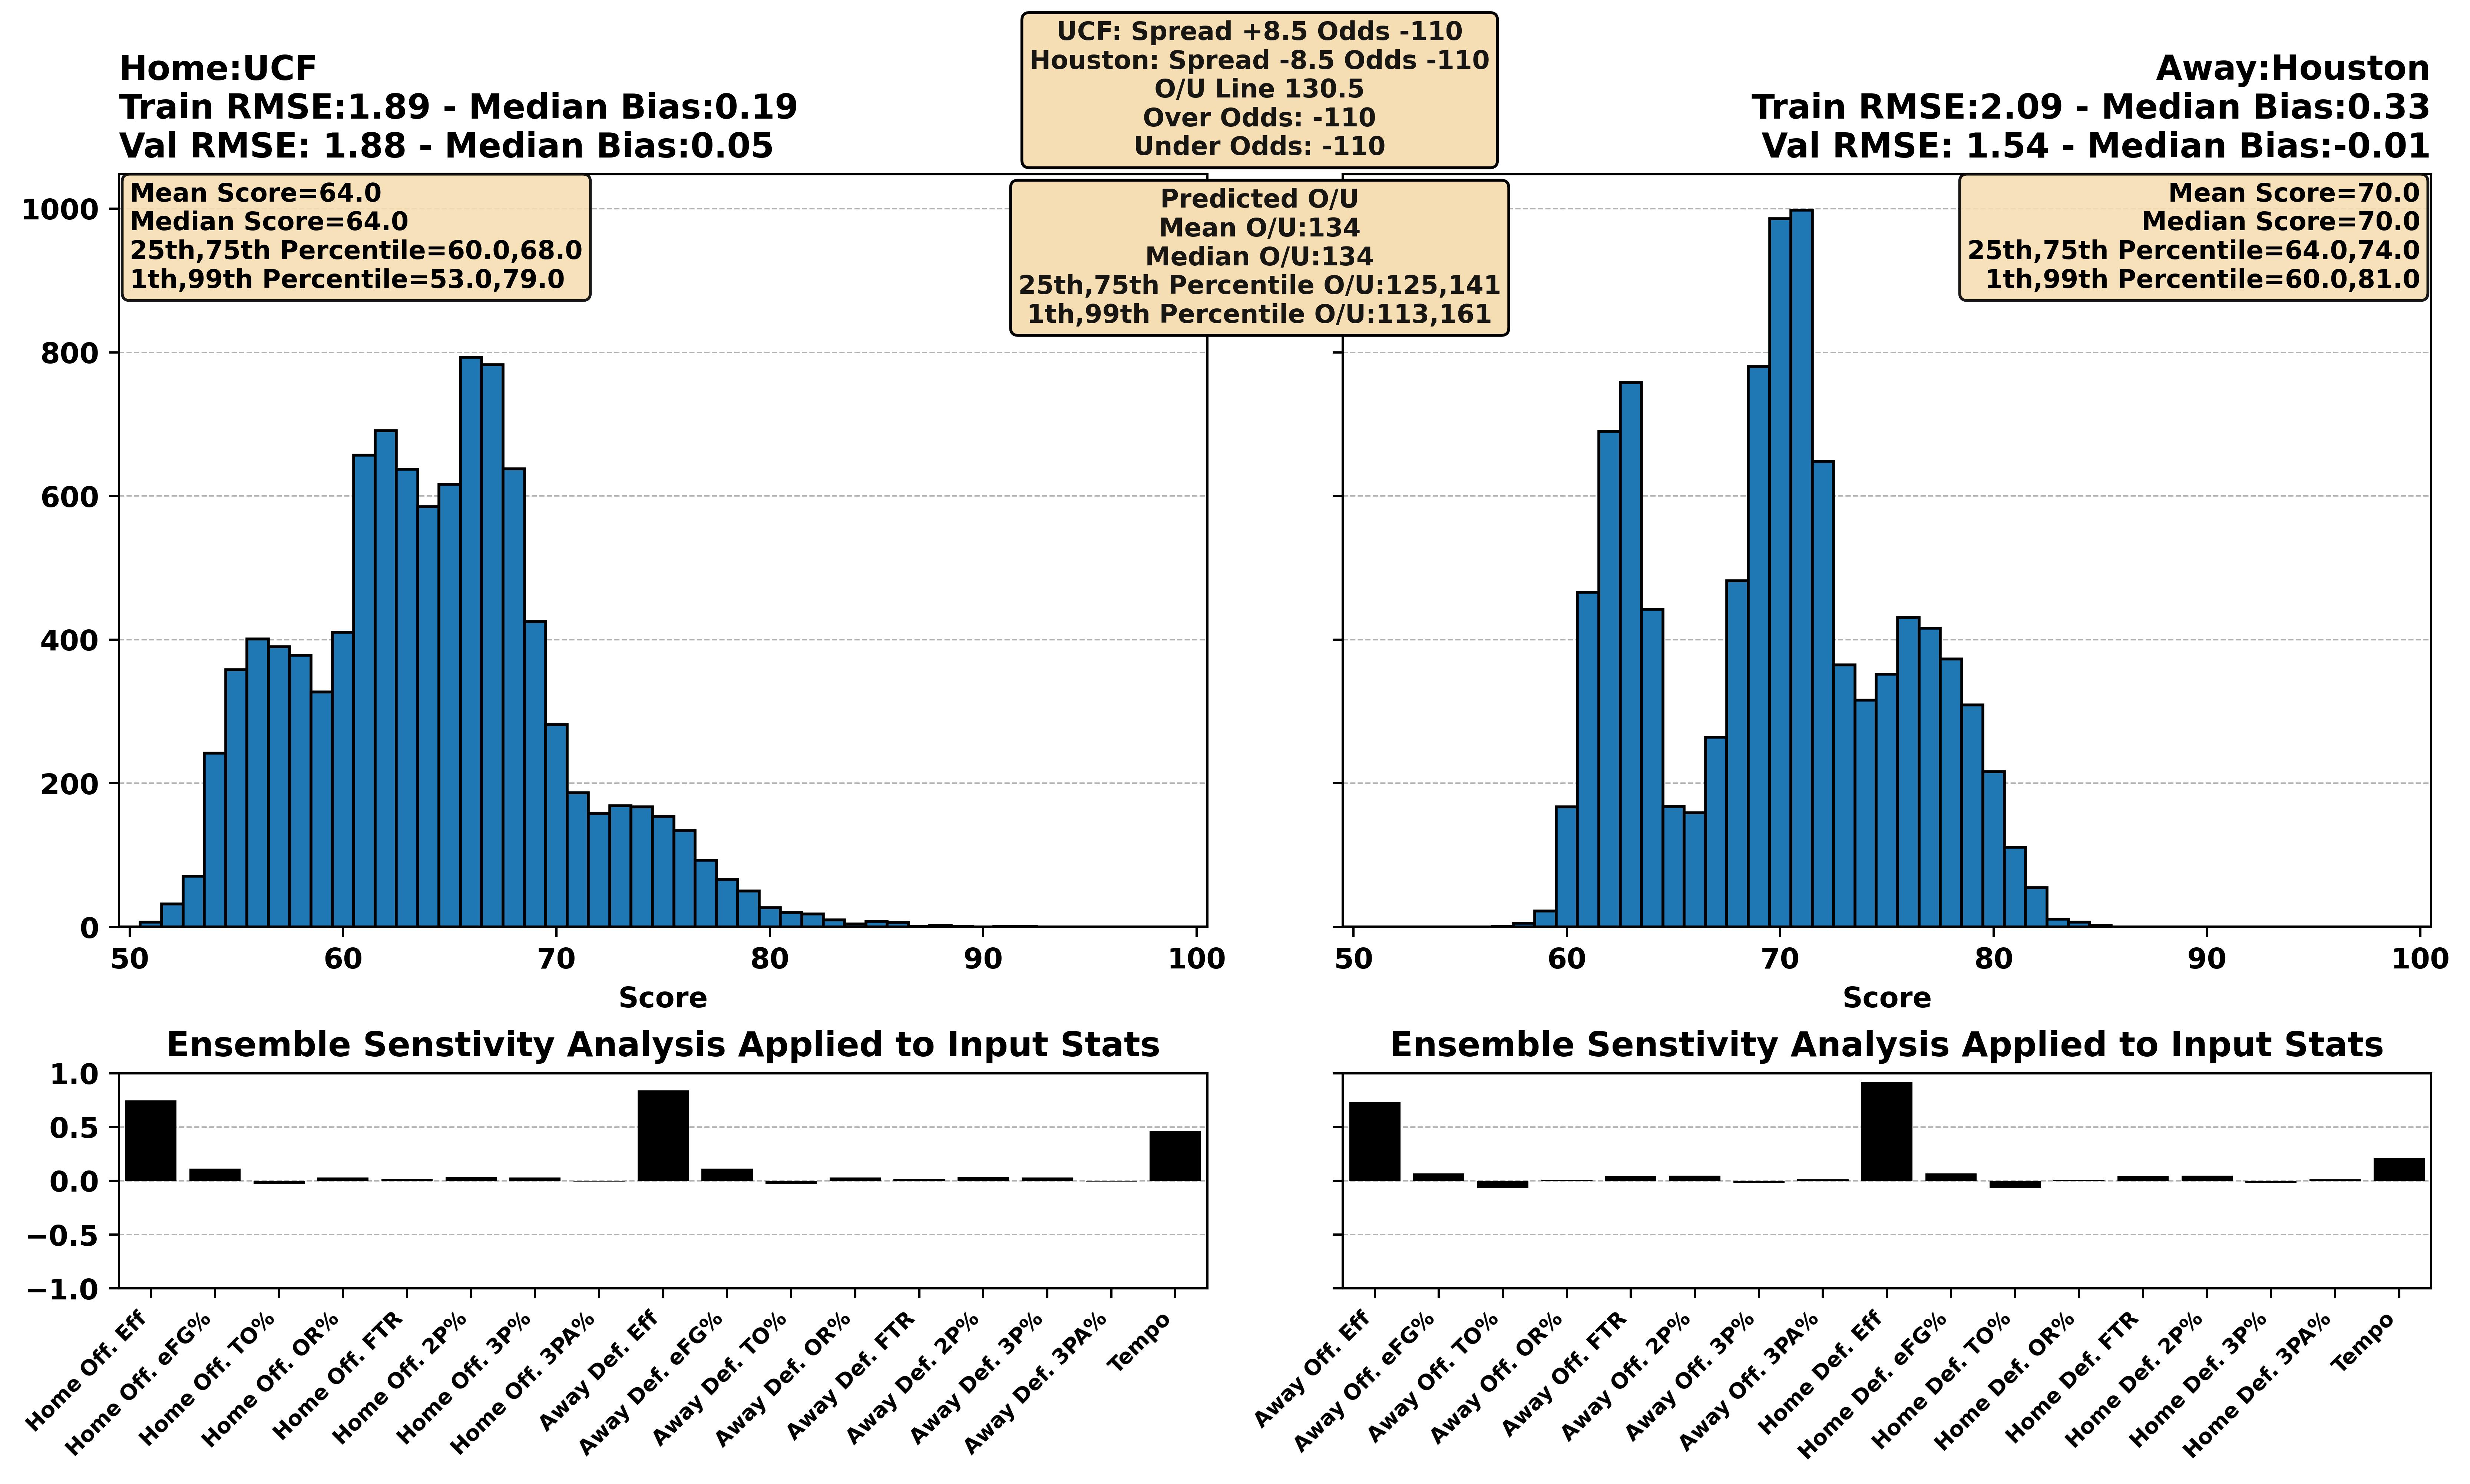 UCF: Spread +8.5 Odds -110
Houston: Spread -8.5 Odds -110
O/U Line 130.5
Over Odds: -110
Under Odds: -110
Home:UCF
Train RMSE:1.89 - Median Bias:0.19
Val RMSE: 1.88 - Median Bias:0.05
Away:Houston
Train RMSE:2.09 - Median Bias:0.33
Val RMSE: 1.54 - Median Bias:-0.01
Mean Score=64.0
Median Score=64.0
25th,75th Percentile=60.0,68.0
1th,99th Percentile=53.0,79.0
Predicted O/U
Mean O/U:134
Median O/U:134
25th,75th Percentile O/U:125,141
1th,99th Percentile O/U:113,161
Mean Score=70.0
Median Score=70.0
25th,75th Percentile=64.0,74.0
1th,99th Percentile=60.0,81.0
1000
800
600
400
200
0
50 60 70 80 90 100
Score
50 60 70 80 90 100
Score
Ensemble Senstivity Analysis Applied to Input Stats
1.0
0.5
0.0
−0.5
−1.0
Home Off. Eff
Home Off. eFG%
Home Off. TO%
Home Off. OR%
Home Off. FTR
Home Off. 2P%
Home Off. 3P%
Home Off. 3PA%
Away Def. Eff
Away Def. eFG%
Away Def. TO%
Away Def. OR%
Away Def. FTR
Away Def. 2P%
Away Def. 3P%
Away Def. 3PA%
Tempo
Ensemble Senstivity Analysis Applied to Input Stats
Away Off. Eff
Away Off. eFG%
Away Off. TO%
Away Off. OR%
Away Off. FTR
Away Off. 2P%
Away Off. 3P%
Away Off. 3PA%
Home Def. Eff
Home Def. eFG%
Home Def. TO%
Home Def. OR%
Home Def. FTR
Home Def. 2P%
Home Def. 3P%
Home Def. 3PA%
Tempo